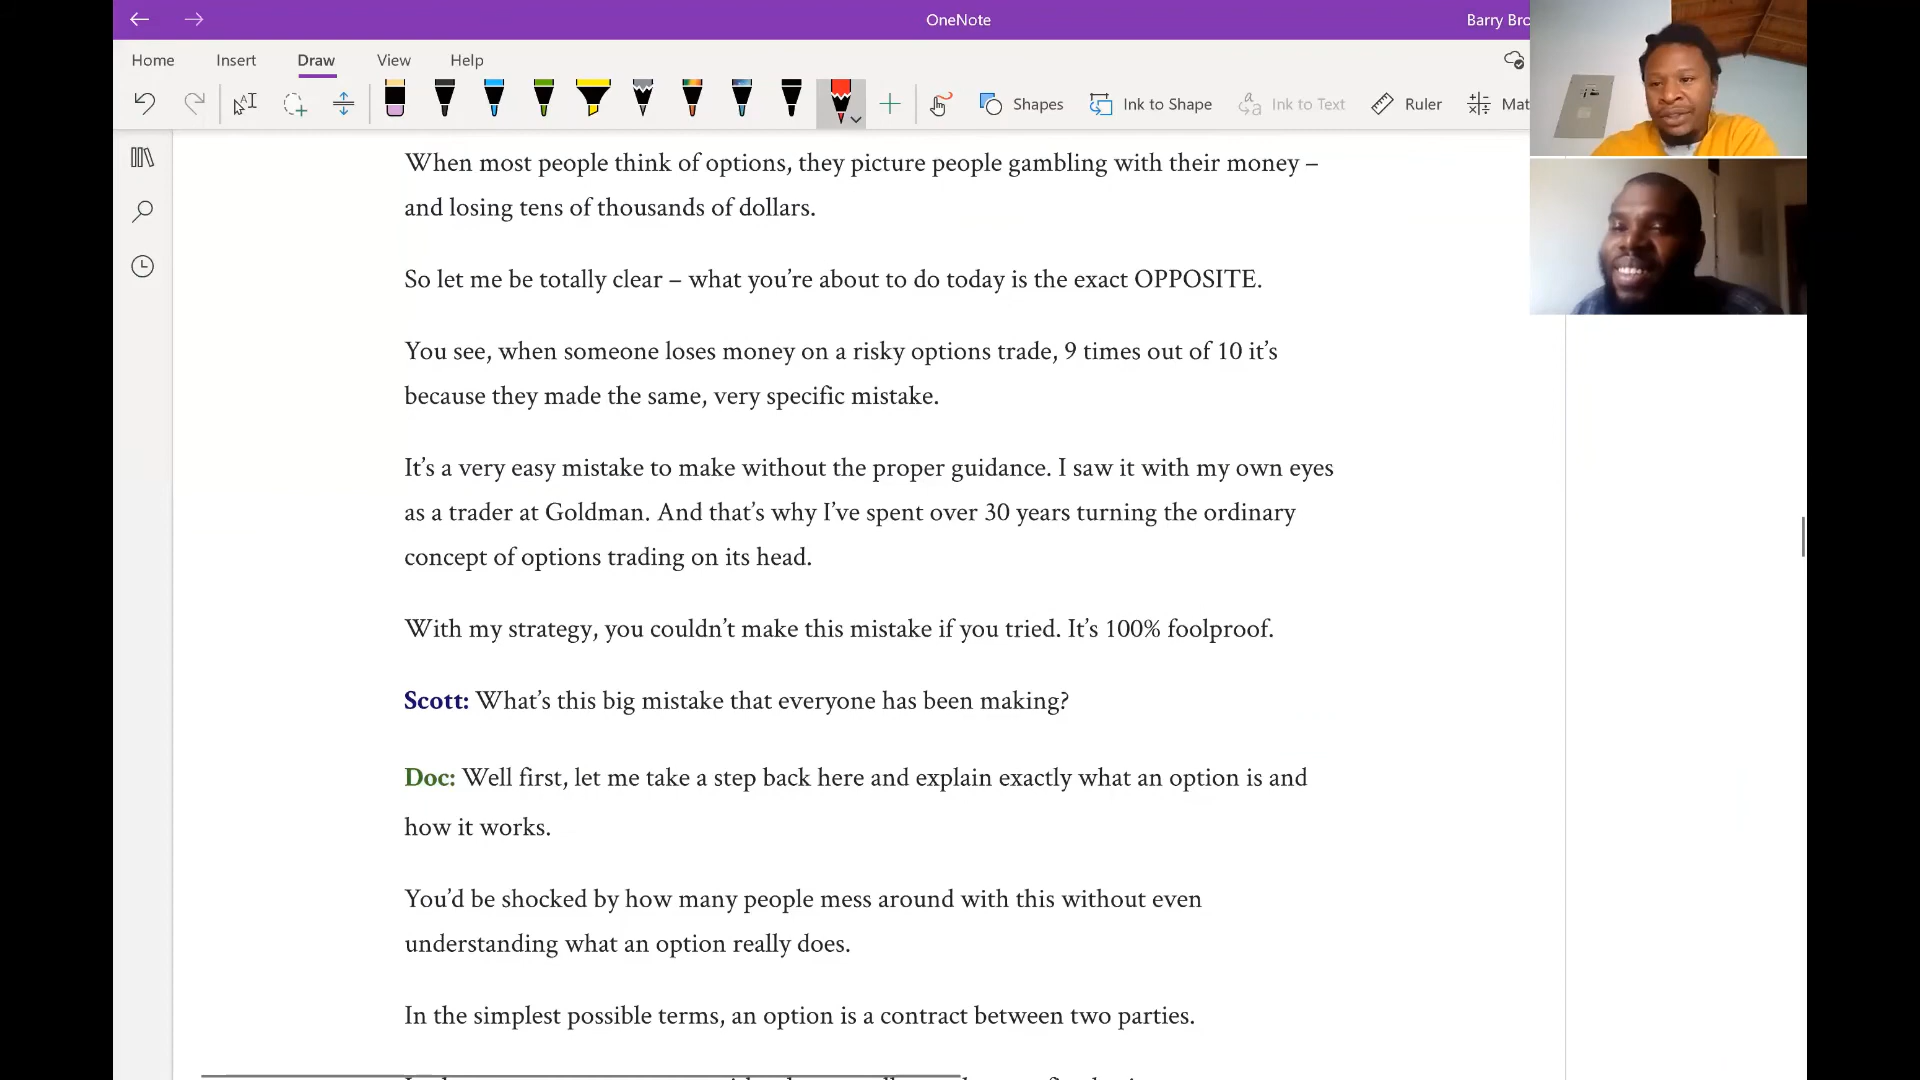 OneNote
Barry Bro
Home Insert Draw View Help
Shapes Ink to Shape Ink to Text Ruler Mat
When most people think of options, they picture people gambling with their money –
and losing tens of thousands of dollars.
So let me be totally clear – what you’re about to do today is the exact OPPOSITE.
You see, when someone loses money on a risky options trade, 9 times out of 10 it’s
because they made the same, very specific mistake.
It’s a very easy mistake to make without the proper guidance. I saw it with my own eyes
as a trader at Goldman. And that’s why I’ve spent over 30 years turning the ordinary
concept of options trading on its head.
With my strategy, you couldn’t make this mistake if you tried. It’s 100% foolproof.
Scott: What’s this big mistake that everyone has been making?
Doc: Well first, let me take a step back here and explain exactly what an option is and
how it works.
You’d be shocked by how many people mess around with this without even
understanding what an option really does.
In the simplest possible terms, an option is a contract between two parties.